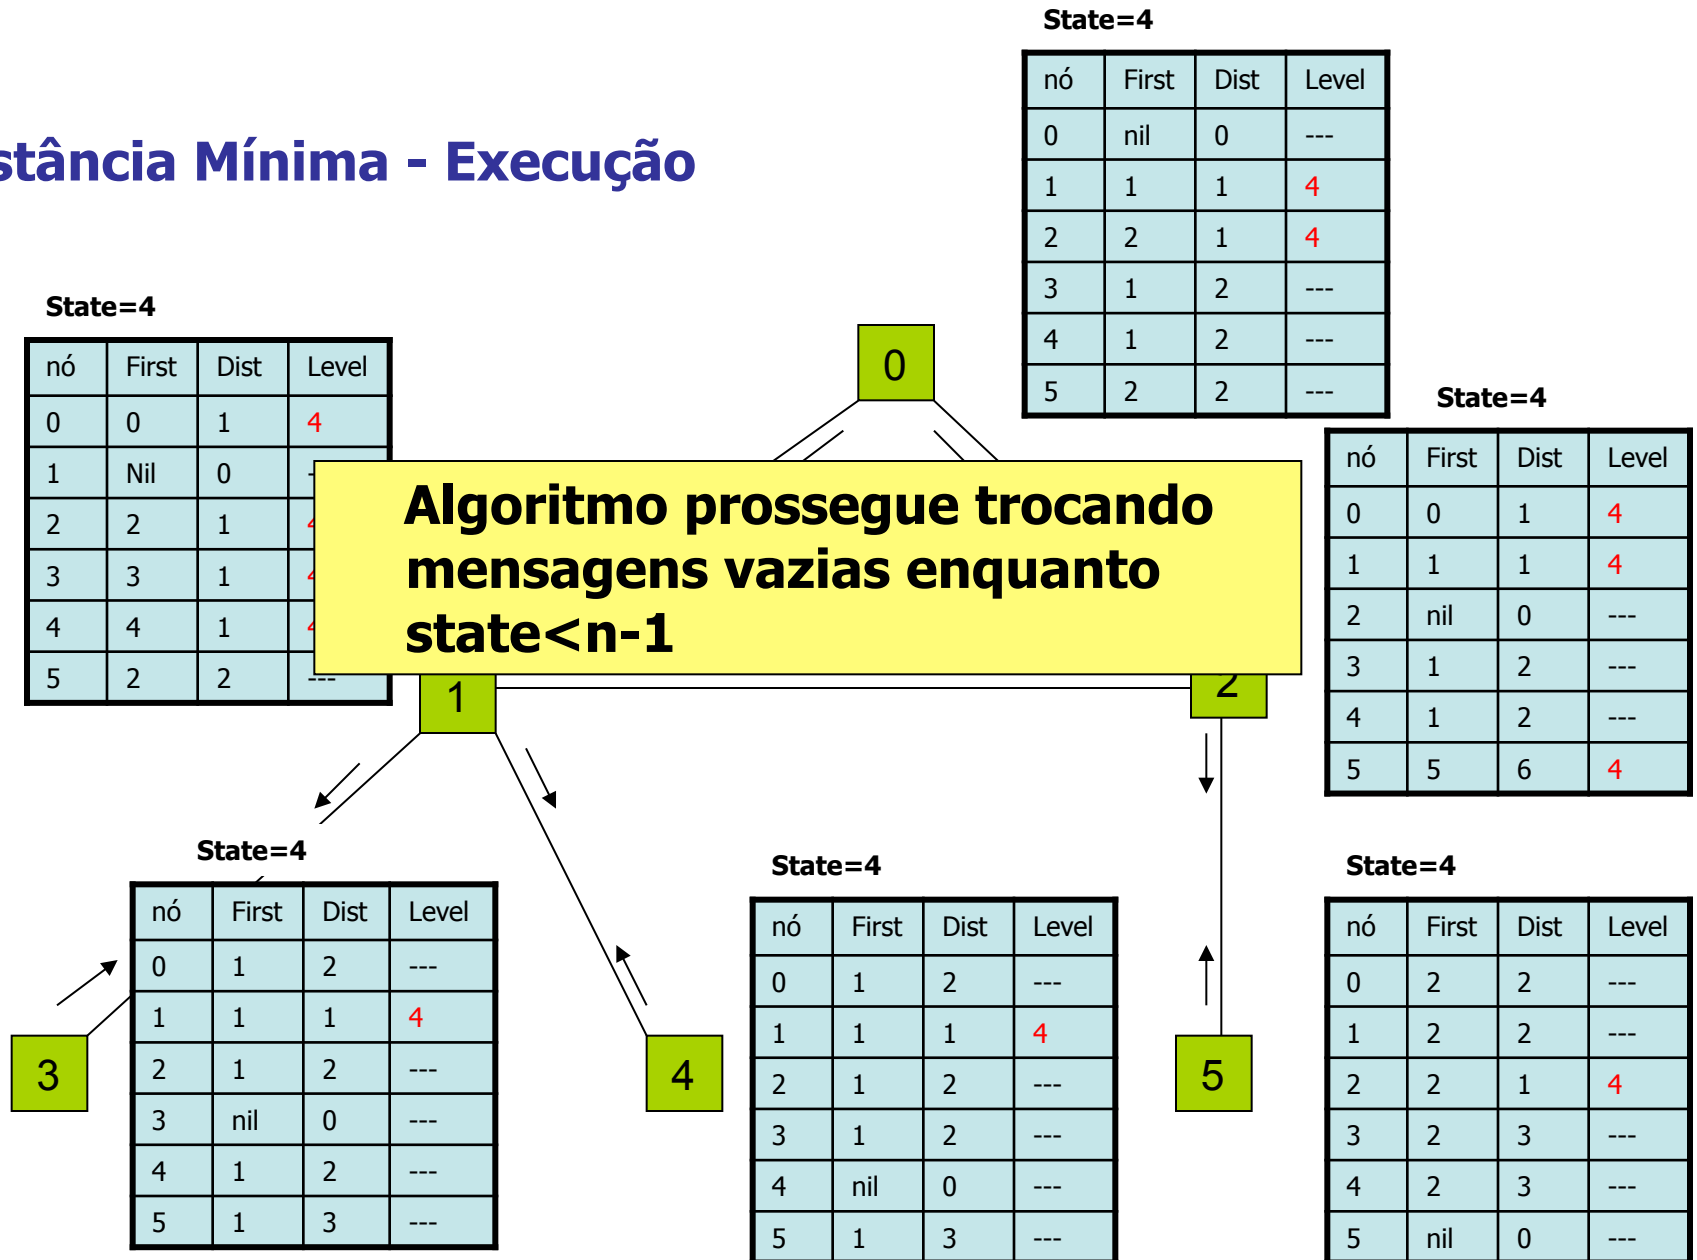 State=4
nó First Dist Level
0 nil 0 ---
1 1 1 4
2 2 1 4
3 1 2 ---
4 1 2 ---
5 2 2 ---
stância Mínima - Execução
State=4
nó First Dist Level
0 0 1 4
1 Nil 0
2 2 1
3 3 1
4 4 1
5 2 2 ---
0
State=4
nó First Dist Level
0 0 1 4
1 1 1 4
2 nil 0 ---
3 1 2 ---
4 1 2 ---
5 5 6 4
Algoritmo prossegue trocando
mensagens vazias enquanto
state<n-1
1
2
State=4
nó First Dist Level
0 1 2 ---
1 1 1 4
2 1 2 ---
3 nil 0 ---
4 1 2 ---
5 1 3 ---
3
State=4
nó First Dist Level
0 1 2 ---
1 1 1 4
2 1 2 ---
3 1 2 ---
4 nil 0 ---
5 1 3 ---
4
State=4
nó First Dist Level
0 2 2 ---
1 2 2 ---
2 2 1 4
3 2 3 ---
4 2 3 ---
5 nil 0 ---
5